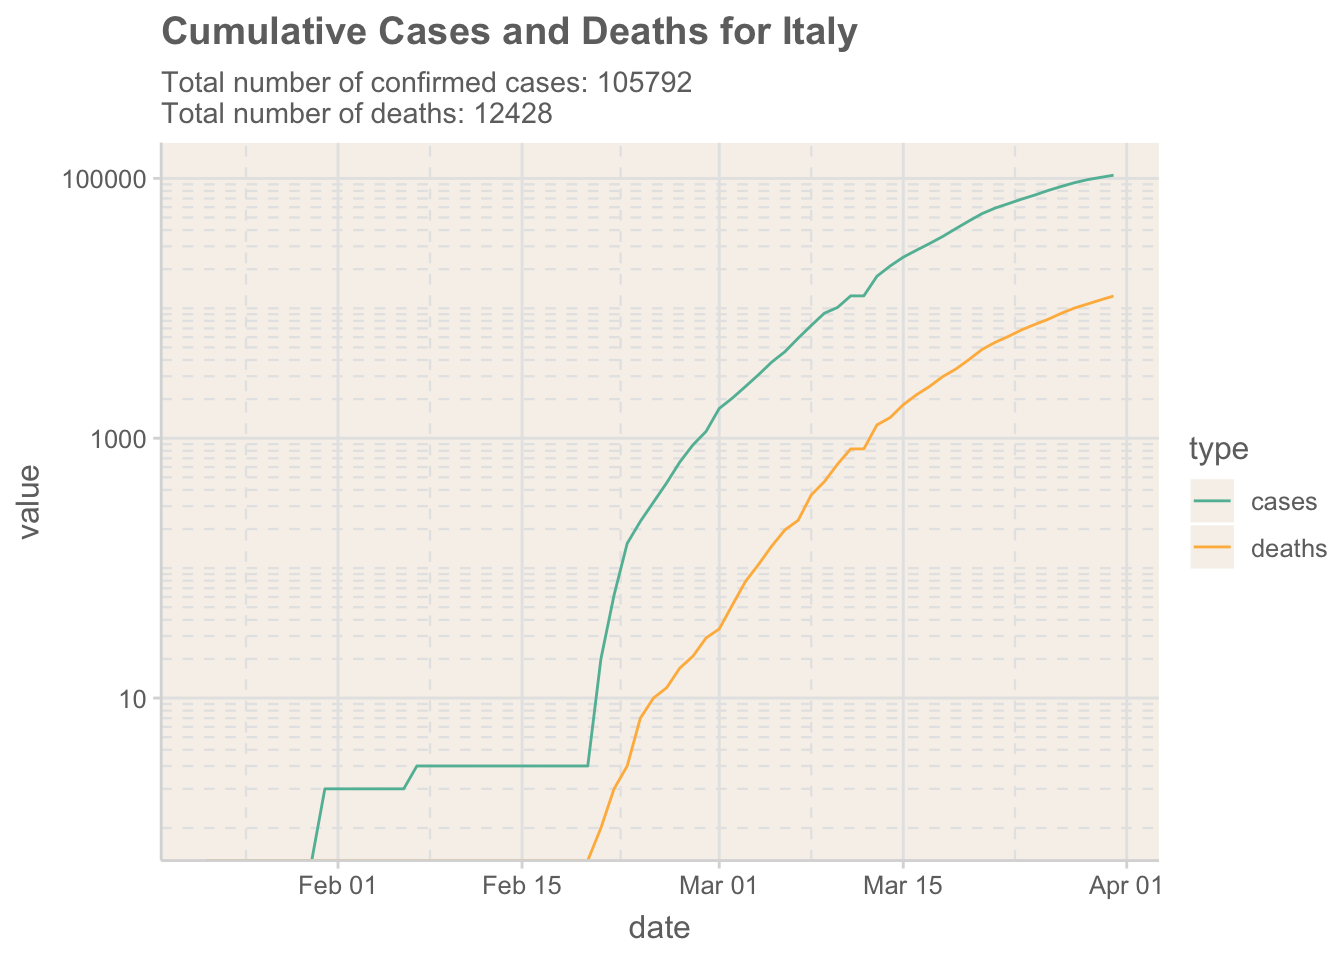 Cumulative Cases and Deaths for Italy
Total number of confirmed cases: 105792
Total number of deaths: 12428
100000
1000
10
value
Feb 01
Feb 15
Mar 01
Mar 15
Apr 01
date
type
cases
deaths